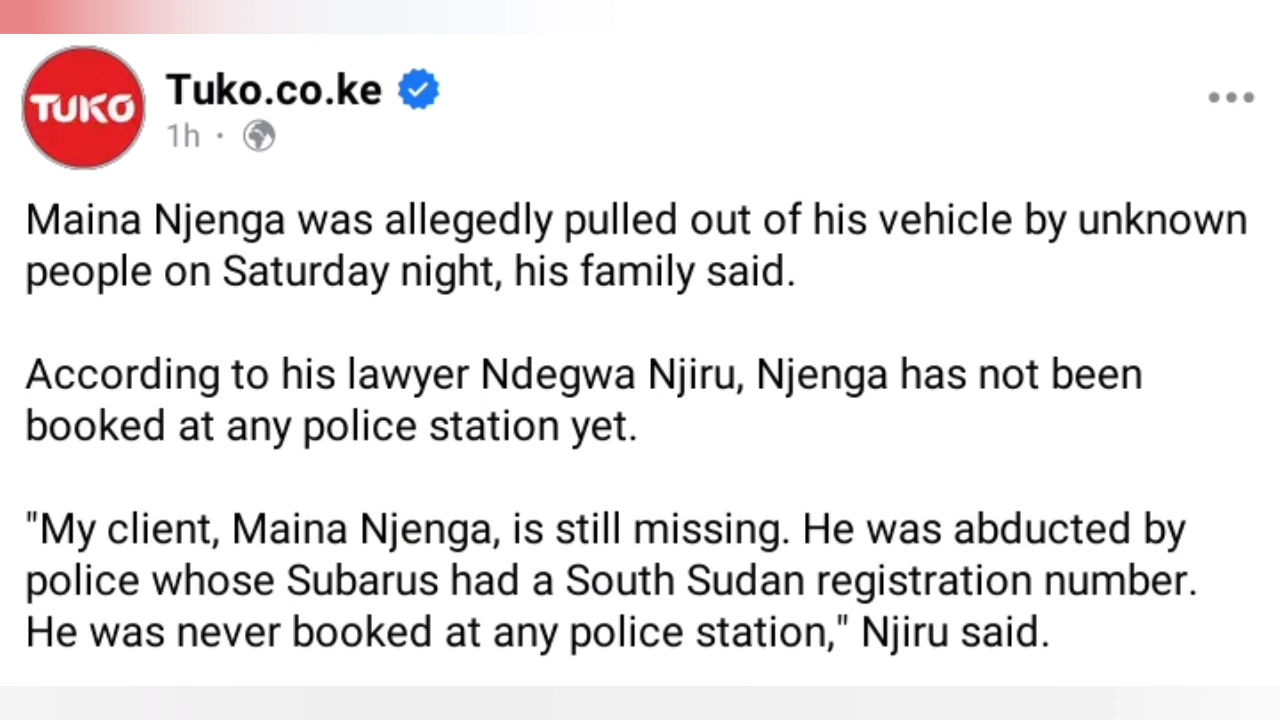 TUKO
Tuko.co.ke
1h ·
Maina Njenga was allegedly pulled out of his vehicle by unknown
people on Saturday night, his family said.
According to his lawyer Ndegwa Njiru, Njenga has not been
booked at any police station yet.
"My client, Maina Njenga, is still missing. He was abducted by
police whose Subarus had a South Sudan registration number.
He was never booked at any police station," Njiru said.